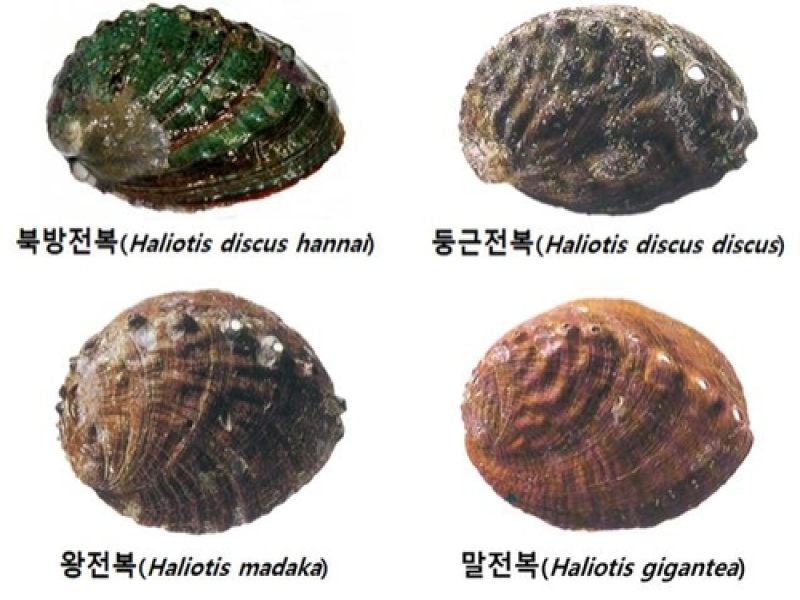 북방전복(Haliotis discus hannai)
둥근전복(Haliotis discus discus)
왕전복(Haliotis madaka)
말전복(Haliotis gigantea)